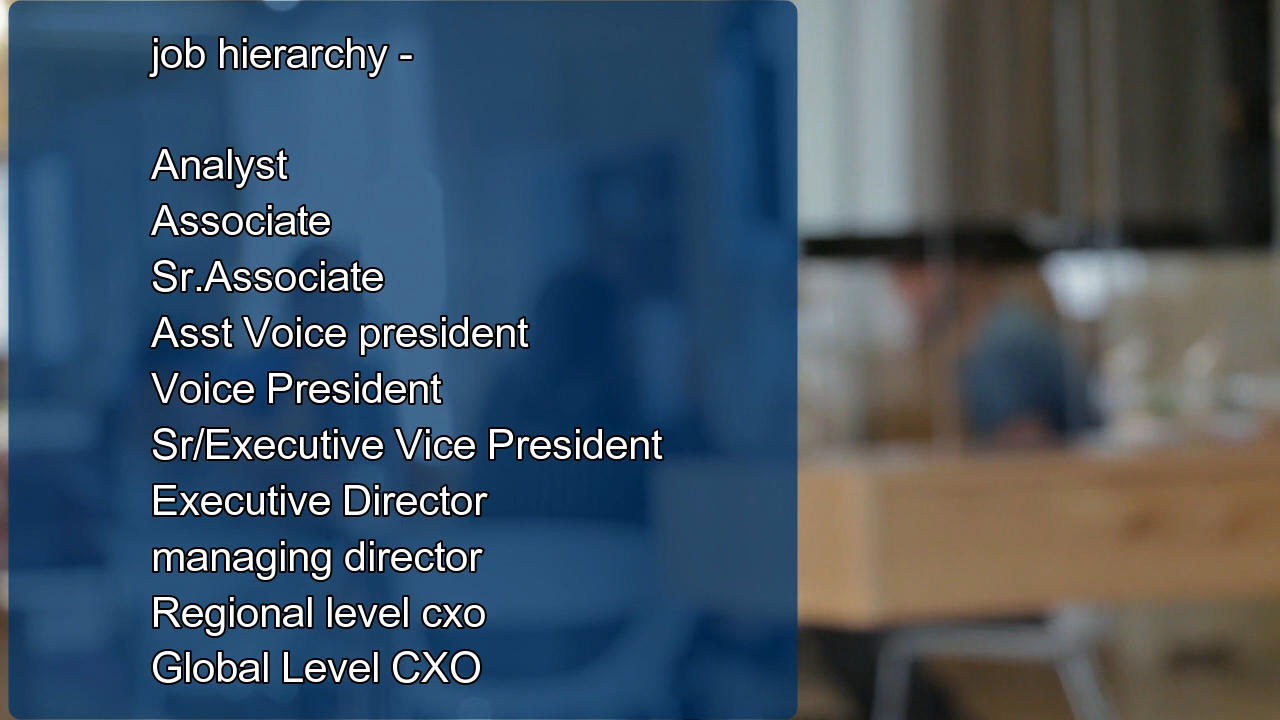 job hierarchy -
Analyst
Associate
Sr.Associate
Asst Voice president
Voice President
Sr/Executive Vice President
Executive Director
managing director
Regional level cxo
Global Level CXO